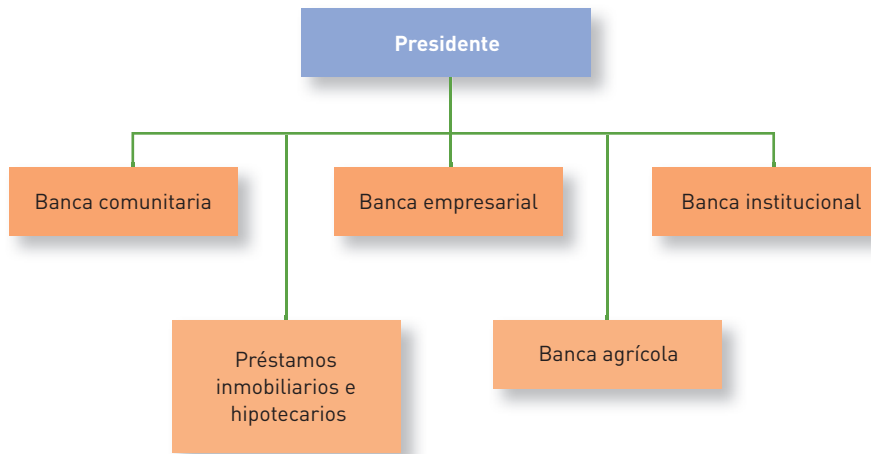 Presidente
Banca comunitaria
Banca empresarial
Banca institucional
Préstamos
inmobiliarios e
hipotecarios
Banca agrícola